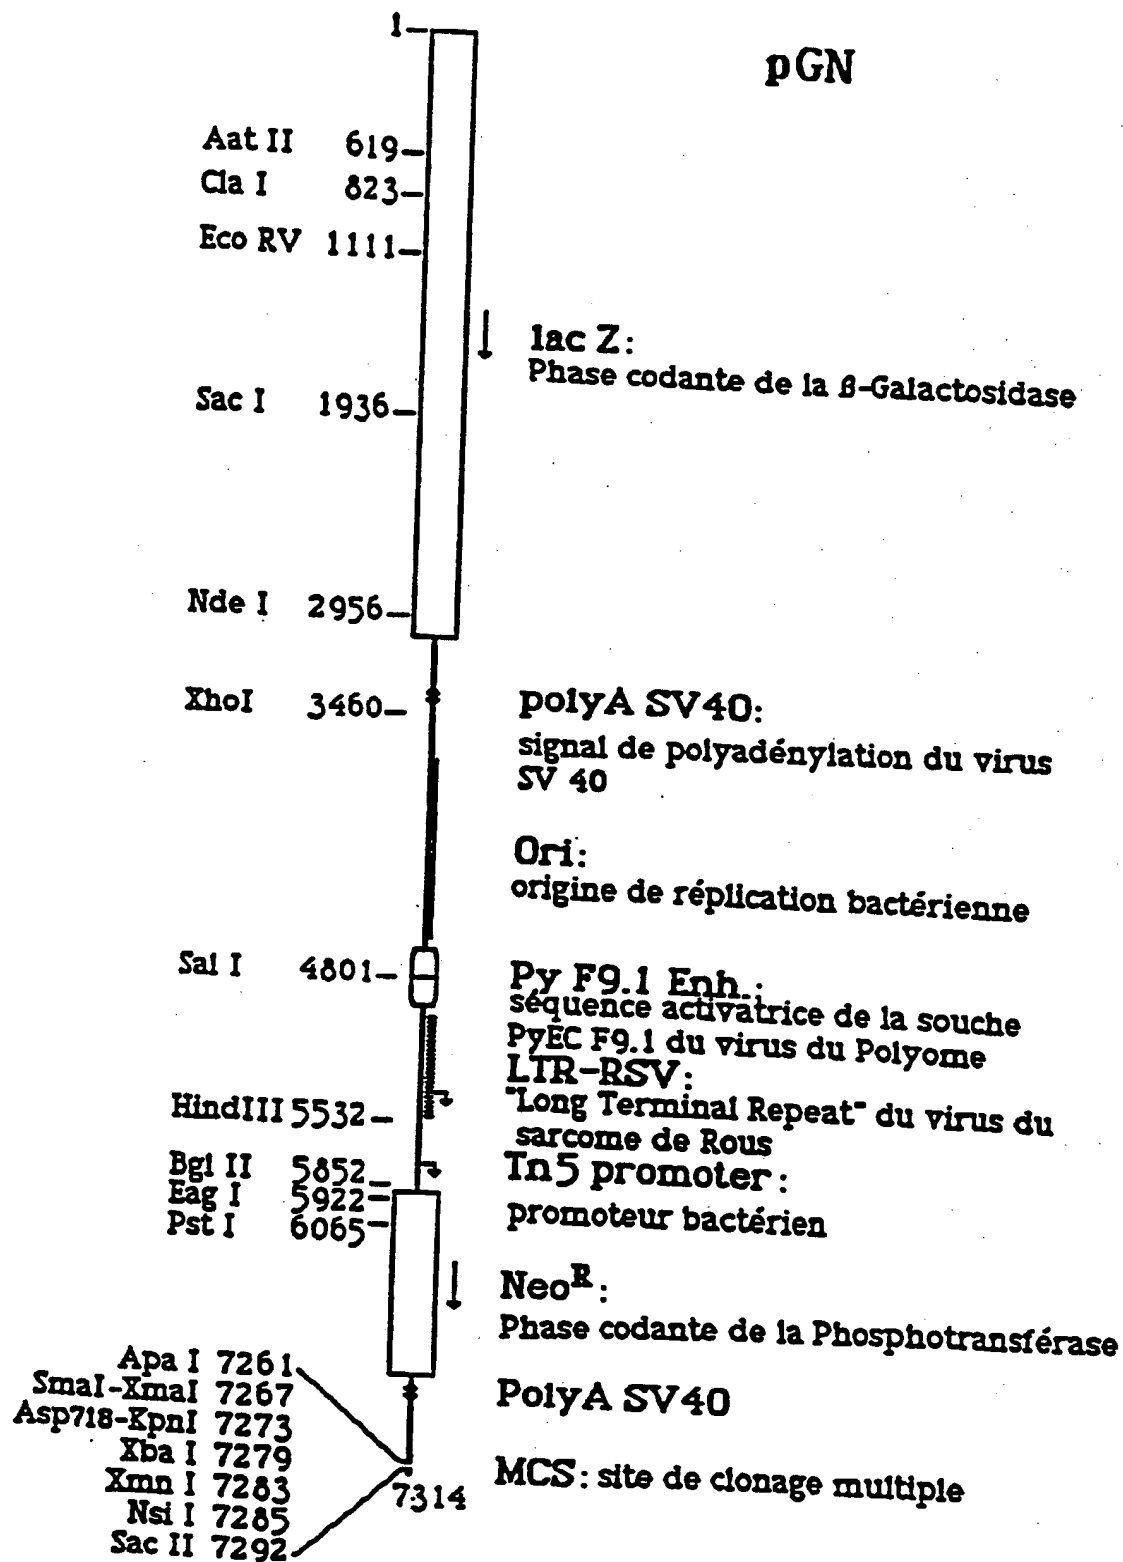 1
pGN
Aat II 619
Cla I 823
Eco RV 1111
lac Z:
Phase codante de la β-Galactosidase
Sac I 1936
Nde I 2956
XhoI 3460
polyA SV40:
signal de polyadénylation du virus
SV 40
Ori:
origine de réplication bactérienne
Sal I 4801
Py F9.1 Enh.:
séquence activatrice de la souche
PyEC F9.1 du virus du Polyome
LTR-RSV:
"Long Terminal Repeat" du virus du
sarcome de Rous
HindIII 5532
Tn5 promoter:
promoteur bactérien
Bgl II 5852
Eag I 5922
Pst I 6065
Neo^R:
Phase codante de la Phosphotransférase
Apa I 7261
SmaI-XmaI 7267
Asp718-KpnI 7273
Xba I 7279
Xmn I 7283
Nsi I 7285
Sac II 7292
PolyA SV40
MCS: site de clonage multiple
7314